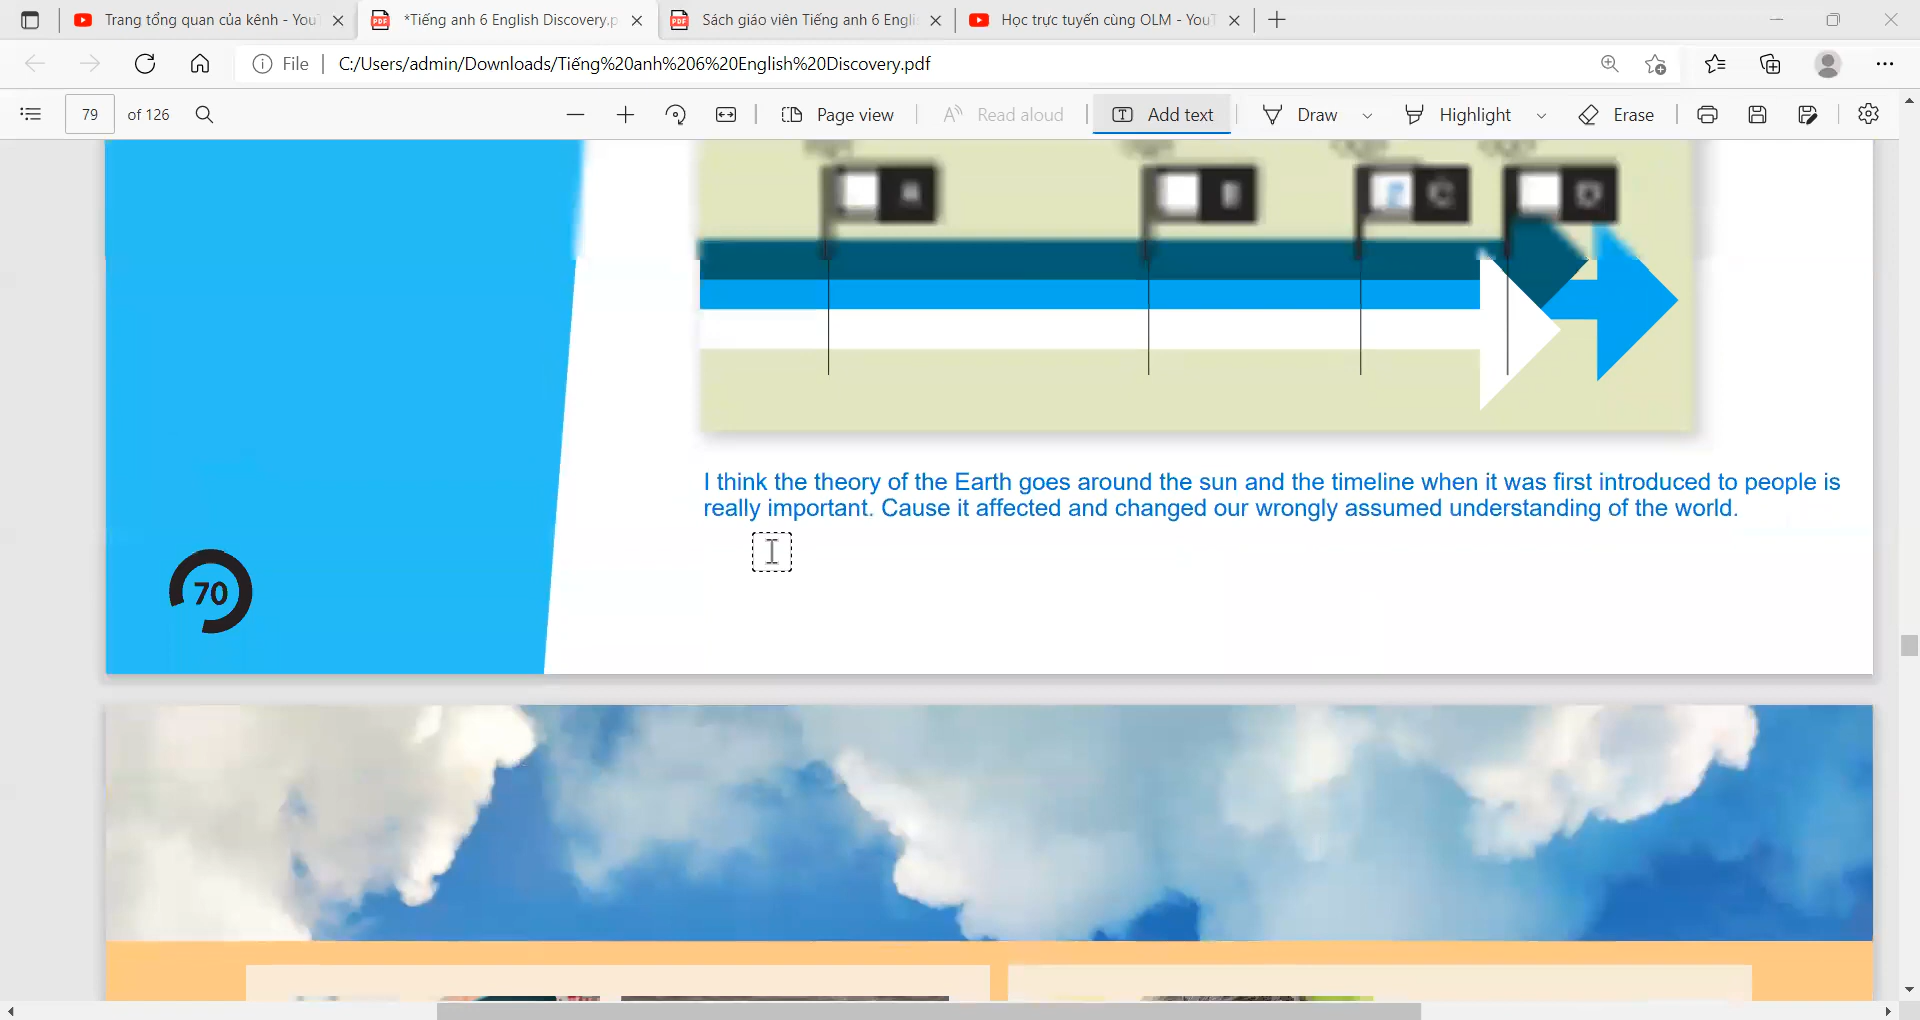 Trang tổng quan của kênh - You
*Tiếng anh 6 English Discovery.p
Sách giáo viên Tiếng anh 6 Engli
Học trực tuyến cùng OLM - YouT
File
C:/Users/admin/Downloads/Tiếng%20anh%206%20English%20Discovery.pdf
79 of 126
Page view
Read aloud
Add text
Draw
Highlight
Erase
A B C D
I think the theory of the Earth goes around the sun and the timeline when it was first introduced to people is
really important. Cause it affected and changed our wrongly assumed understanding of the world.
70